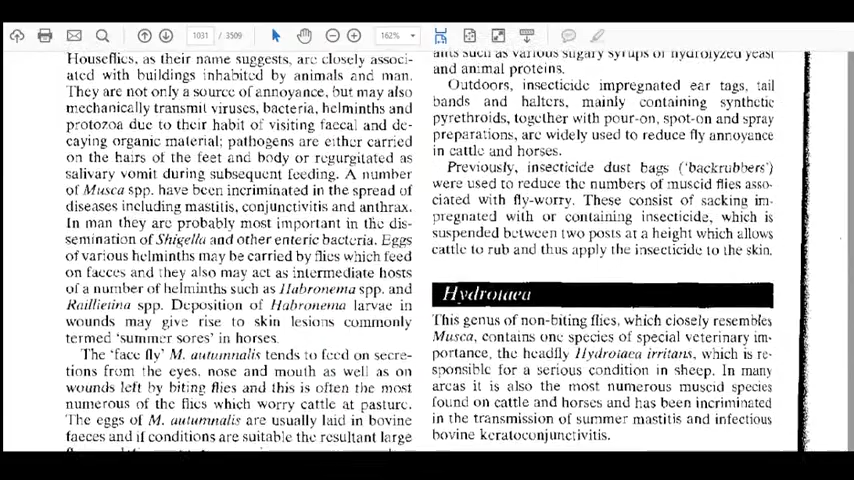 1031 / 3509
162%
Houseflies, as their name suggests, are closely associ-
ated with buildings inhabited by animals and man.
They are not only a source of annoyance, but may also
mechanically transmit viruses, bacteria, helminths and
protozoa due to their habit of visiting faecal and de-
caying organic material; pathogens are either carried
on the hairs of the feet and body or regurgitated as
salivary vomit during subsequent feeding. A number
of Musca spp. have been incriminated in the spread of
diseases including mastitis, conjunctivitis and anthrax.
In man they are probably most important in the dis-
semination of Shigella and other enteric bacteria. Eggs
of various helminths may be carried by flies which feed
on faeces and they also may act as intermediate hosts
of a number of helminths such as Habronema spp. and
Raillietina spp. Deposition of Habronema larvae in
wounds may give rise to skin lesions commonly
termed 'summer sores' in horses.
The 'face fly' M. autumnalis tends to feed on secre-
tions from the eyes, nose and mouth as well as on
wounds left by biting flies and this is often the most
numerous of the flies which worry cattle at pasture.
The eggs of M. autumnalis are usually laid in bovine
faeces and if conditions are suitable the resultant large
ants such as various sugary syrups or hydrolyzed yeast
and animal proteins.
Outdoors, insecticide impregnated ear tags, tail
bands and halters, mainly containing synthetic
pyrethroids, together with pour-on, spot-on and spray
preparations, are widely used to reduce fly annoyance
in cattle and horses.
Previously, insecticide dust bags ('backrubbers')
were used to reduce the numbers of muscid flies asso-
ciated with fly-worry. These consist of sacking im-
pregnated with or containing insecticide, which is
suspended between two posts at a height which allows
cattle to rub and thus apply the insecticide to the skin.
Hydrotaea
This genus of non-biting flies, which closely resembles
Musca, contains one species of special veterinary im-
portance, the headfly Hydrotaea irritans, which is re-
sponsible for a serious condition in sheep. In many
areas it is also the most numerous muscid species
found on cattle and horses and has been incriminated
in the transmission of summer mastitis and infectious
bovine keratoconjunctivitis.